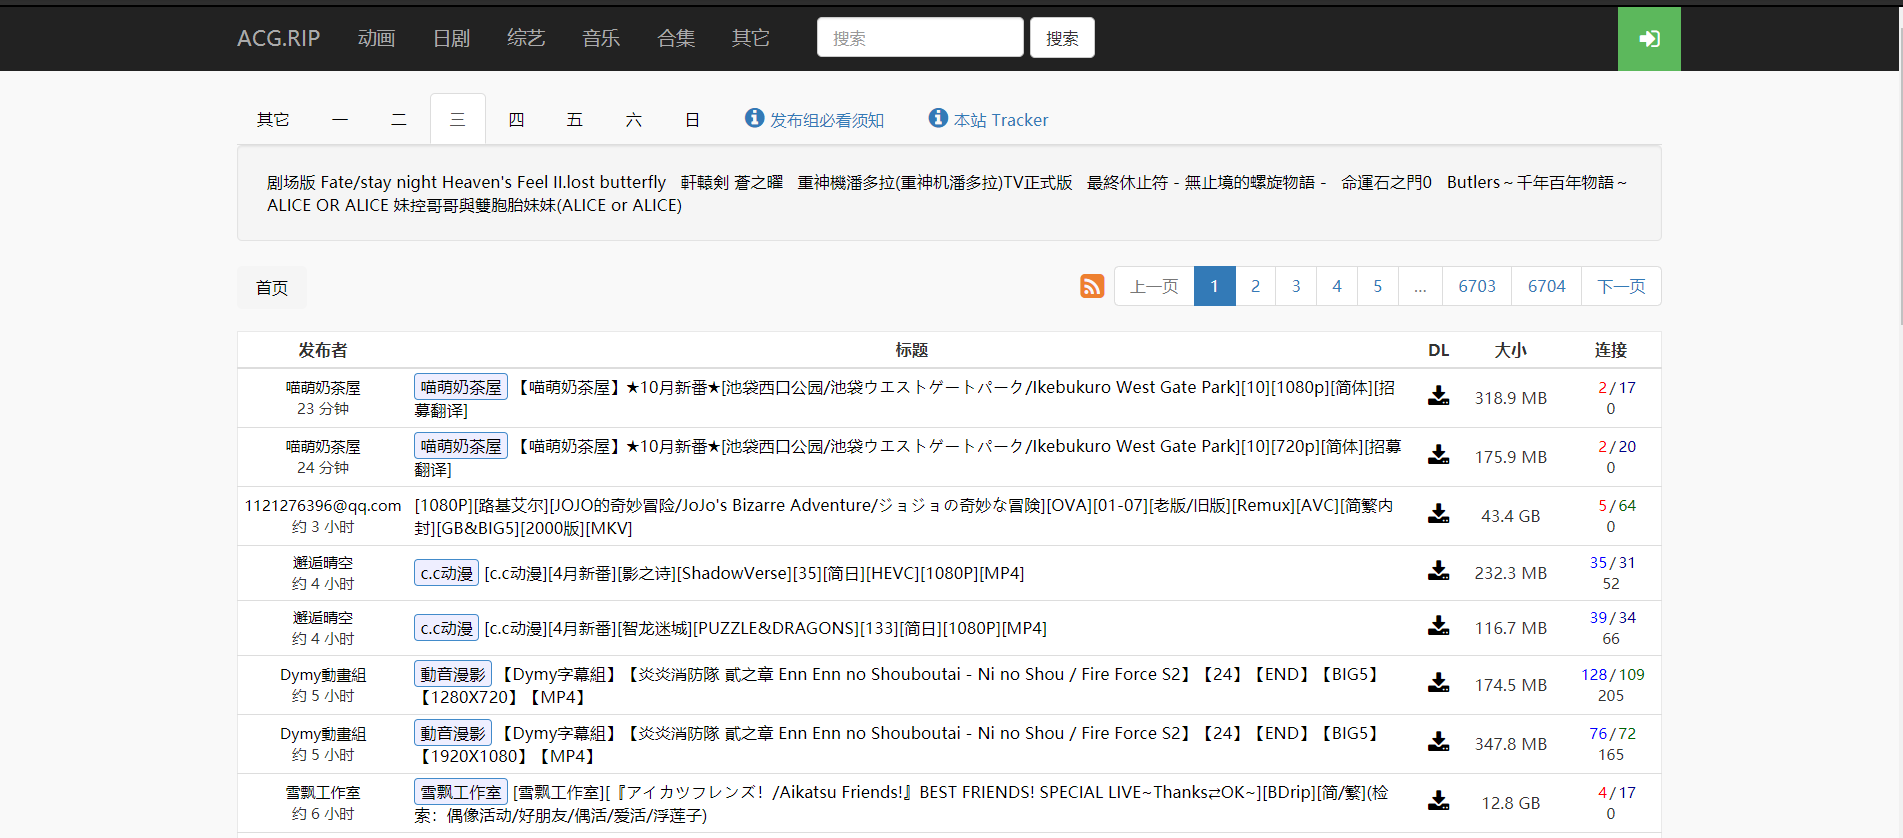 ACG.RIP 动画 日剧 综艺 音乐 合集 其它 搜索 搜索
其它 一 二 三 四 五 六 日 发布组必看须知 本站 Tracker
剧场版 Fate/stay night Heaven's Feel II.lost butterfly 軒轅剣 蒼之曜 重神機潘多拉(重神机潘多拉)TV正式版 最終休止符 - 無止境的螺旋物語 - 命運石之門0 Butlers～千年百年物語～
ALICE OR ALICE 妹控哥哥與雙胞胎妹妹(ALICE or ALICE)
首页 上一页 1 2 3 4 5 ... 6703 6704 下一页
发布者 标题 DL 大小 连接
喵萌奶茶屋 喵萌奶茶屋 【喵萌奶茶屋】★10月新番★[池袋西口公园/池袋ウエストゲートパーク/Ikebukuro West Gate Park][10][1080p][简体][招
23 分钟 募翻译] 318.9 MB 2/17
0
喵萌奶茶屋 喵萌奶茶屋 【喵萌奶茶屋】★10月新番★[池袋西口公园/池袋ウエストゲートパーク/Ikebukuro West Gate Park][10][720p][简体][招募
24 分钟 翻译] 175.9 MB 2/20
0
1121276396@qq.com [1080P][路基艾尔][JOJO的奇妙冒险/JoJo's Bizarre Adventure/ジョジョの奇妙な冒険][OVA][01-07][老版/旧版][Remux][AVC][简繁内
约 3 小时 封][GB&BIG5][2000版][MKV] 43.4 GB 5/64
0
邂逅晴空 c.c动漫 [c.c动漫][4月新番][影之诗][ShadowVerse][35][简日][HEVC][1080P][MP4] 232.3 MB 35/31
约 4 小时 52
邂逅晴空 c.c动漫 [c.c动漫][4月新番][智龙迷城][PUZZLE&DRAGONS][133][简日][1080P][MP4] 116.7 MB 39/34
约 4 小时 66
Dymy動畫組 動音漫影 【Dymy字幕組】【炎炎消防隊 貳之章 Enn Enn no Shouboutai - Ni no Shou / Fire Force S2】【24】【END】【BIG5】
约 5 小时 【1280X720】【MP4】 174.5 MB 128/109
205
Dymy動畫組 動音漫影 【Dymy字幕組】【炎炎消防隊 貳之章 Enn Enn no Shouboutai - Ni no Shou / Fire Force S2】【24】【END】【BIG5】
约 5 小时 【1920X1080】【MP4】 347.8 MB 76/72
165
雪飘工作室 雪飘工作室 [雪飘工作室][『アイカツフレンズ！/Aikatsu Friends!』BEST FRIENDS! SPECIAL LIVE~Thanks⇄OK~][BDrip][简/繁](检
约 6 小时 索：偶像活动/好朋友/偶活/爱活/浮莲子) 12.8 GB 4/17
0